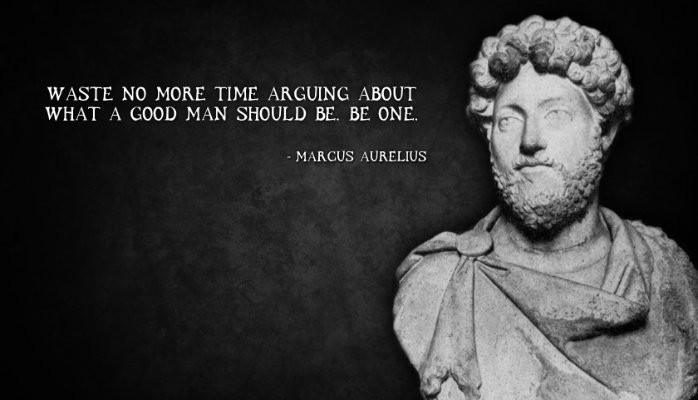 WASTE NO MORE TIME ARGUING ABOUT
WHAT A GOOD MAN SHOULD BE. BE ONE.
- MARCUS AURELIUS